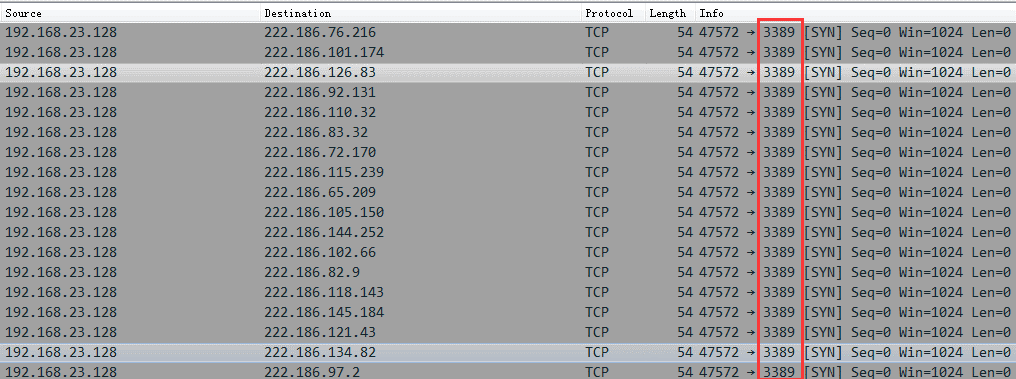 Source Destination Protocol Length Info
192.168.23.128 222.186.76.216 TCP 54 47572 → 3389 [SYN] Seq=0 Win=1024 Len=0
192.168.23.128 222.186.101.174 TCP 54 47572 → 3389 [SYN] Seq=0 Win=1024 Len=0
192.168.23.128 222.186.126.83 TCP 54 47572 → 3389 [SYN] Seq=0 Win=1024 Len=0
192.168.23.128 222.186.92.131 TCP 54 47572 → 3389 [SYN] Seq=0 Win=1024 Len=0
192.168.23.128 222.186.110.32 TCP 54 47572 → 3389 [SYN] Seq=0 Win=1024 Len=0
192.168.23.128 222.186.83.32 TCP 54 47572 → 3389 [SYN] Seq=0 Win=1024 Len=0
192.168.23.128 222.186.72.170 TCP 54 47572 → 3389 [SYN] Seq=0 Win=1024 Len=0
192.168.23.128 222.186.115.239 TCP 54 47572 → 3389 [SYN] Seq=0 Win=1024 Len=0
192.168.23.128 222.186.65.209 TCP 54 47572 → 3389 [SYN] Seq=0 Win=1024 Len=0
192.168.23.128 222.186.105.150 TCP 54 47572 → 3389 [SYN] Seq=0 Win=1024 Len=0
192.168.23.128 222.186.144.252 TCP 54 47572 → 3389 [SYN] Seq=0 Win=1024 Len=0
192.168.23.128 222.186.102.66 TCP 54 47572 → 3389 [SYN] Seq=0 Win=1024 Len=0
192.168.23.128 222.186.82.9 TCP 54 47572 → 3389 [SYN] Seq=0 Win=1024 Len=0
192.168.23.128 222.186.118.143 TCP 54 47572 → 3389 [SYN] Seq=0 Win=1024 Len=0
192.168.23.128 222.186.145.184 TCP 54 47572 → 3389 [SYN] Seq=0 Win=1024 Len=0
192.168.23.128 222.186.121.43 TCP 54 47572 → 3389 [SYN] Seq=0 Win=1024 Len=0
192.168.23.128 222.186.134.82 TCP 54 47572 → 3389 [SYN] Seq=0 Win=1024 Len=0
192.168.23.128 222.186.97.2 TCP 54 47572 → 3389 [SYN] Seq=0 Win=1024 Len=0